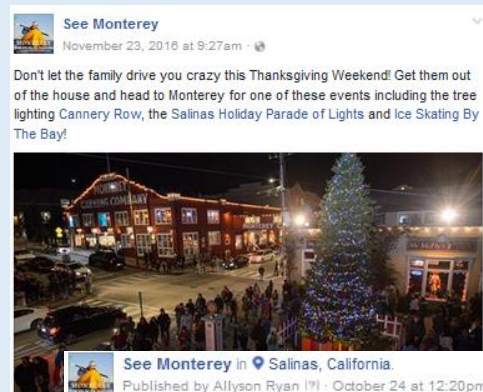 See Monterey
November 23, 2016 at 9:27am ·
Don't let the family drive you crazy this Thanksgiving Weekend! Get them out
of the house and head to Monterey for one of these events including the tree
lighting Cannery Row, the Salinas Holiday Parade of Lights and Ice Skating By
The Bay!
MONTEREY
CANNING COMPANY
MONTEREY
See Monterey in Salinas, California.
Published by Allyson Ryan [?] · October 24 at 12:20pm